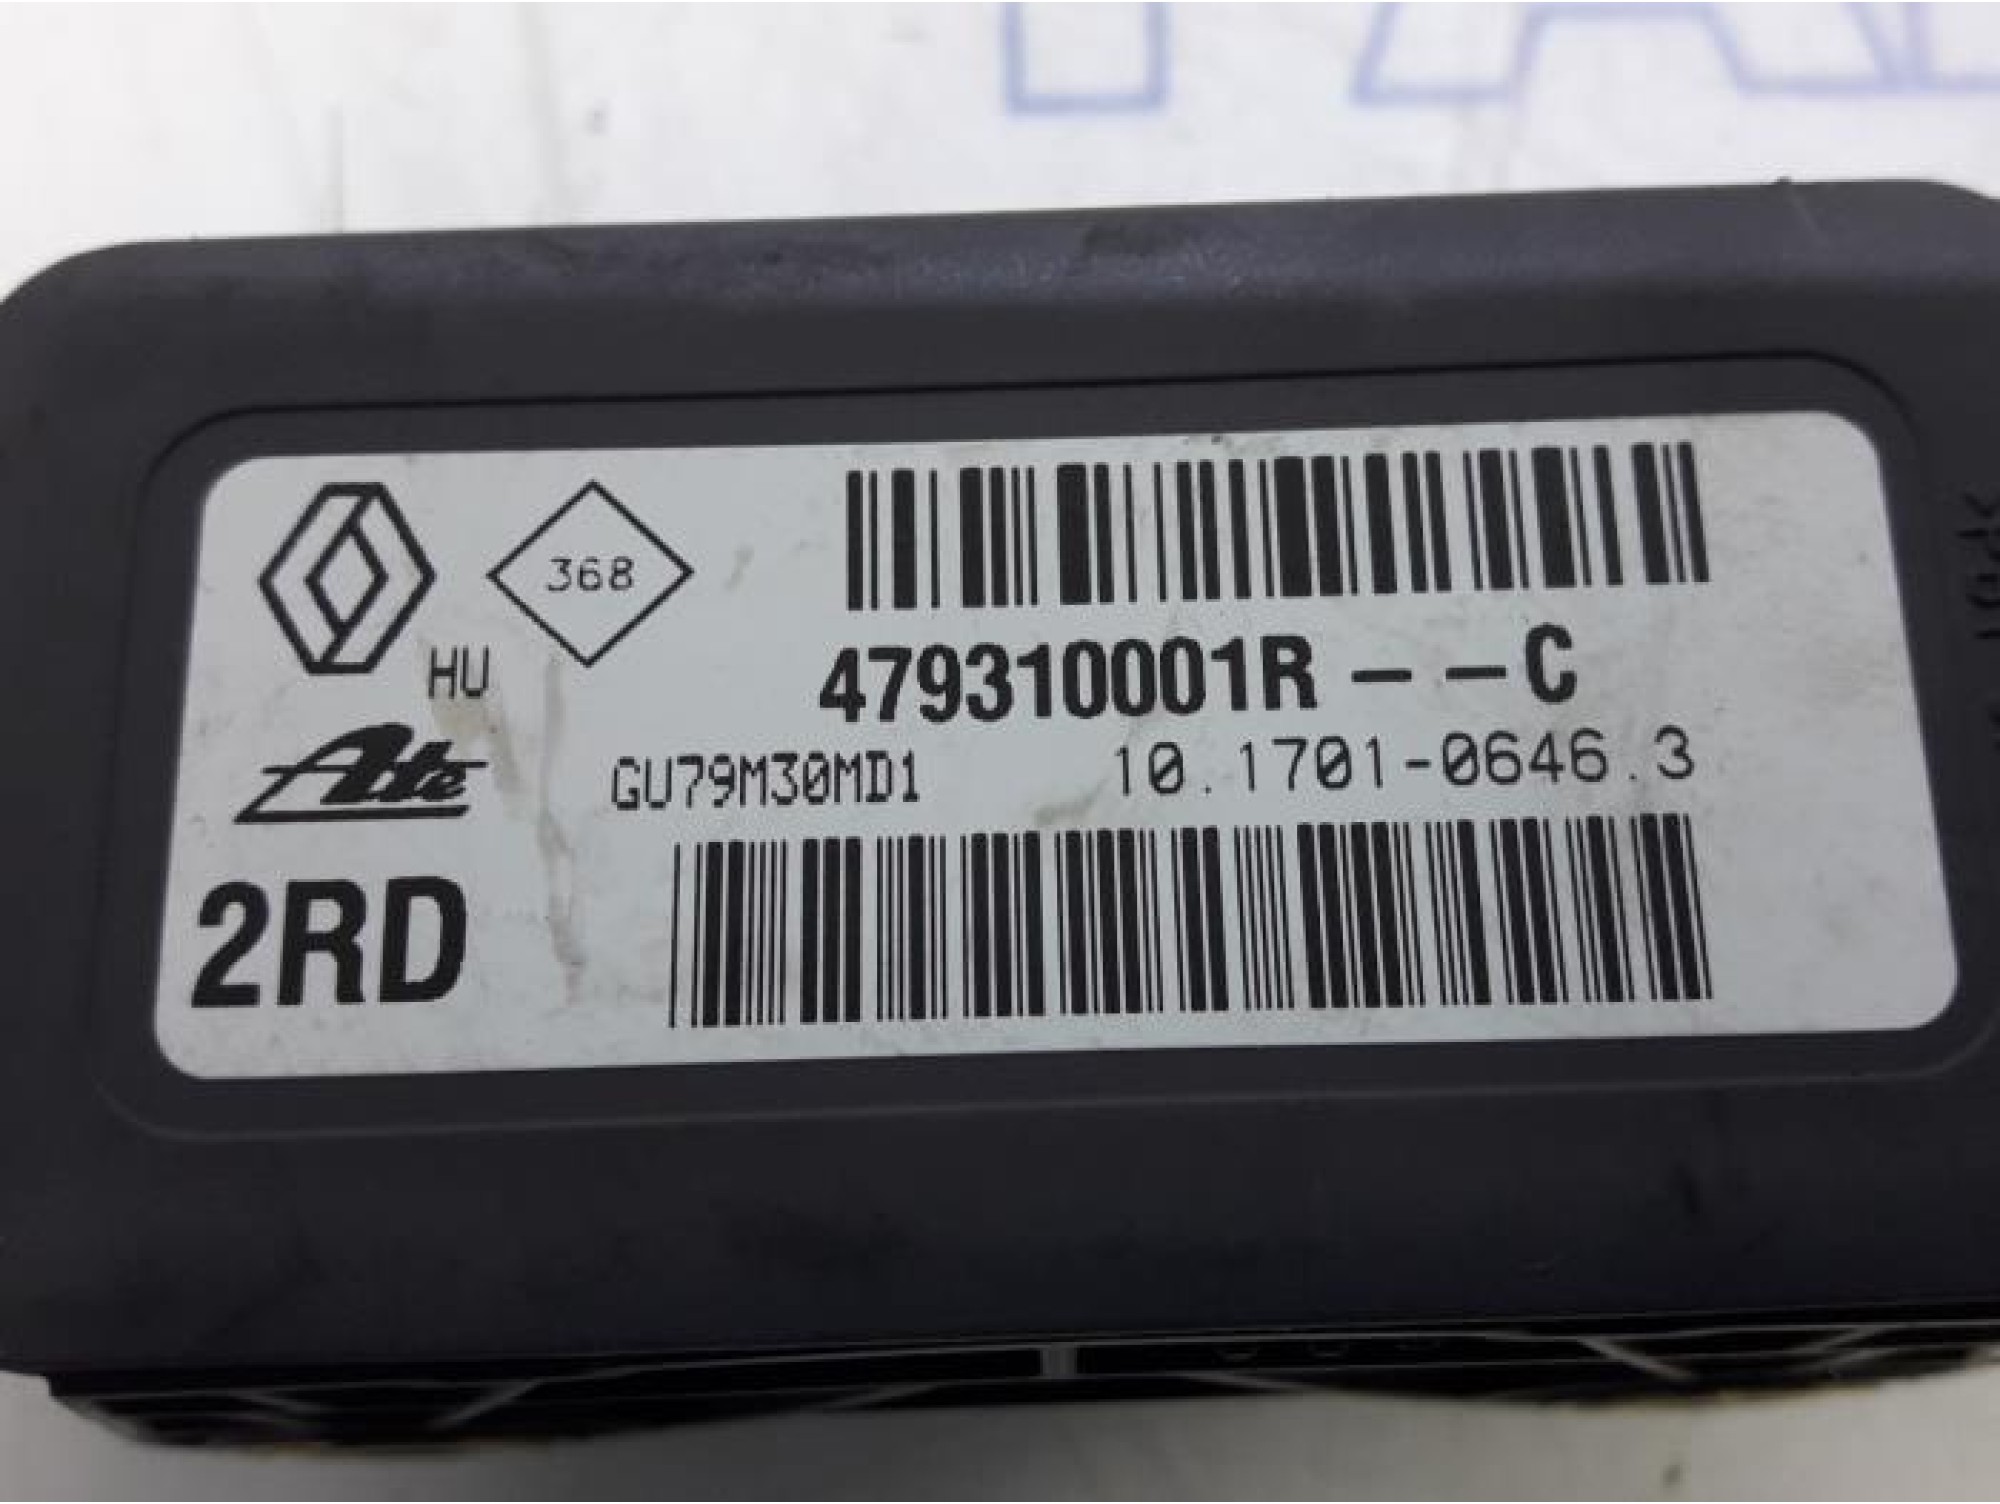 368
HU
479310001R--C
Ate
GU79M30MD1 10.1701-0646.3
2RD